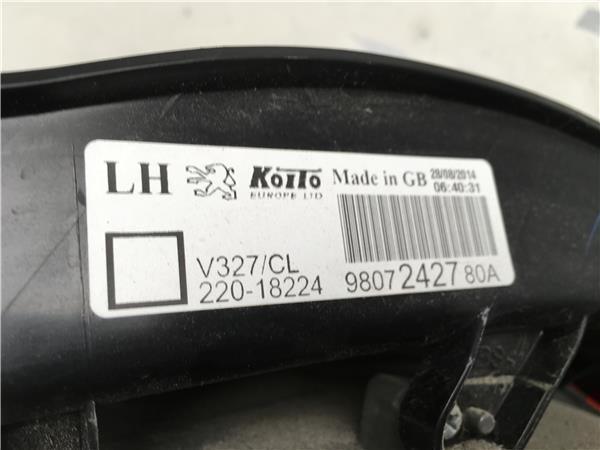 LH KOITO Made in GB 28/08/2014
EUROPE LTD 06:40:31
V327/CL
220-18224 9807242780A